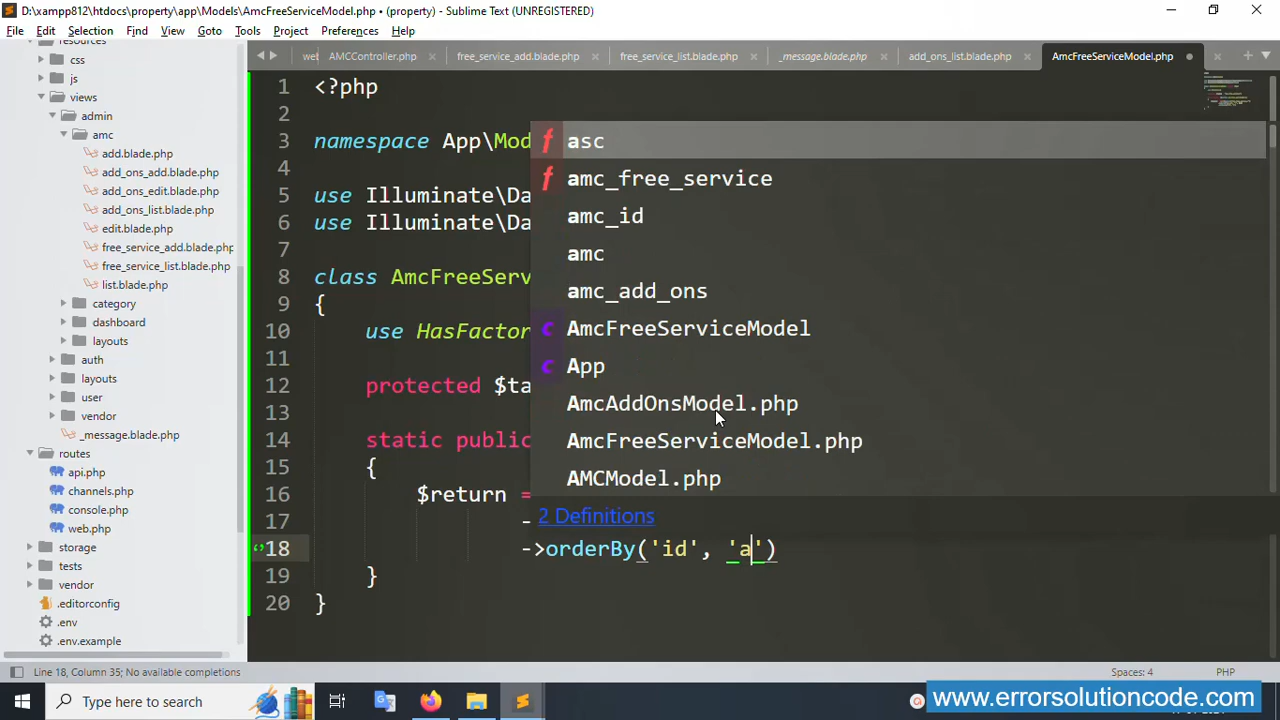 D:\xampp812\htdocs\property\app\Models\AmcFreeServiceModel.php • (property) - Sublime Text (UNREGISTERED)
File Edit Selection Find View Goto Tools Project Preferences Help
resources
css
js
views
admin
amc
add.blade.php
add_ons_add.blade.php
add_ons_edit.blade.php
add_ons_list.blade.php
edit.blade.php
free_service_add.blade.php
free_service_list.blade.php
list.blade.php
category
dashboard
layouts
auth
layouts
user
vendor
_message.blade.php
routes
api.php
channels.php
console.php
web.php
storage
tests
vendor
.editorconfig
.env
.env.example
AMCController.php free_service_add.blade.php free_service_list.blade.php _message.blade.php add_ons_list.blade.php AmcFreeServiceModel.php
1 <?php
2
3 namespace App\Mod
4
5 use Illuminate\Da
6 use Illuminate\Da
7
8 class AmcFreeServ
9 {
10 use HasFactor
11
12 protected $ta
13
14 static public
15 {
16 $return =
17 -
18 ->orderBy('id', 'a')
19 }
20 }
f asc
f amc_free_service
amc_id
amc
amc_add_ons
c AmcFreeServiceModel
c App
AmcAddOnsModel.php
AmcFreeServiceModel.php
AMCModel.php
2 Definitions
Line 18, Column 35; No available completions Spaces: 4 PHP
Type here to search
www.errorsolutioncode.com